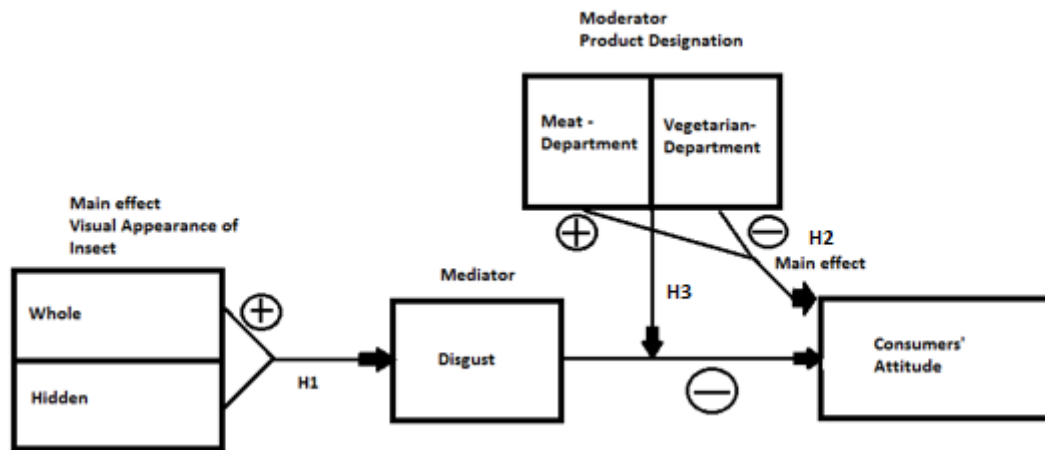 Moderator
Product Designation
Meat -
Department
Vegetarian-
Department
Main effect
Visual Appearance of
Insect
+
−
H2
Main effect
H3
Mediator
Whole
+
Hidden
H1
Disgust
Consumers'
Attitude
−